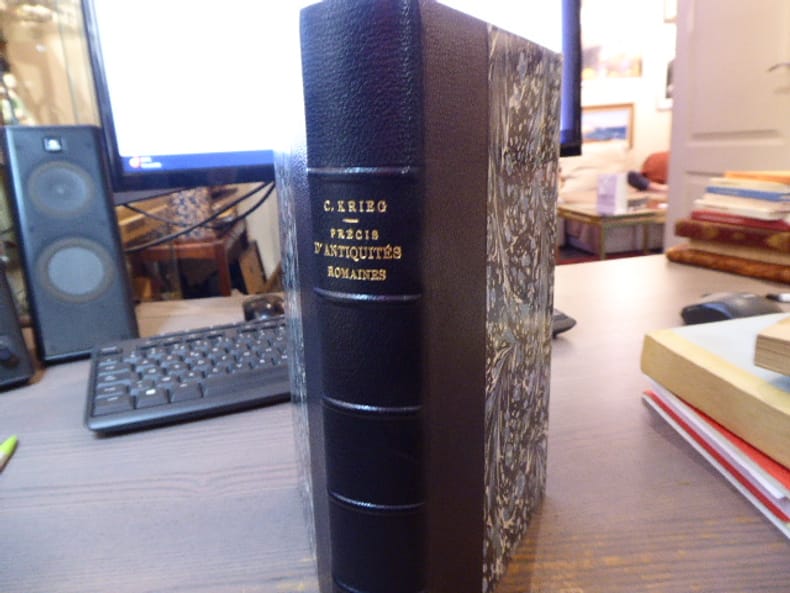 C. KRIEG
PRÉCIS
D'ANTIQUITÉS
ROMAINES